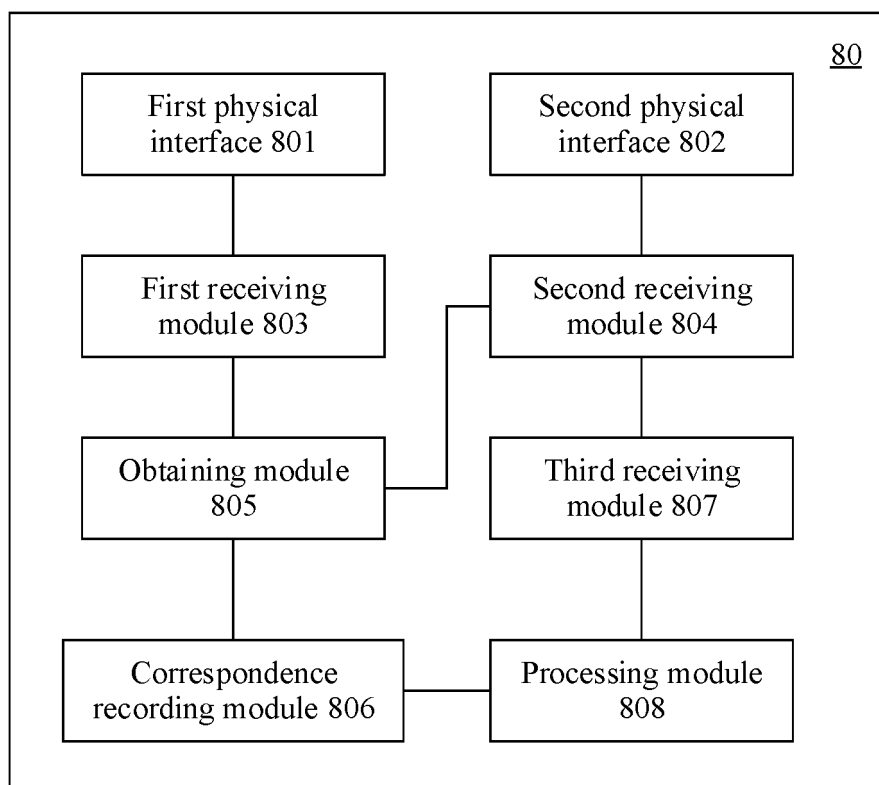 80
First physical
interface 801
Second physical
interface 802
First receiving
module 803
Second receiving
module 804
Obtaining module
805
Third receiving
module 807
Correspondence
recording module 806
Processing module
808